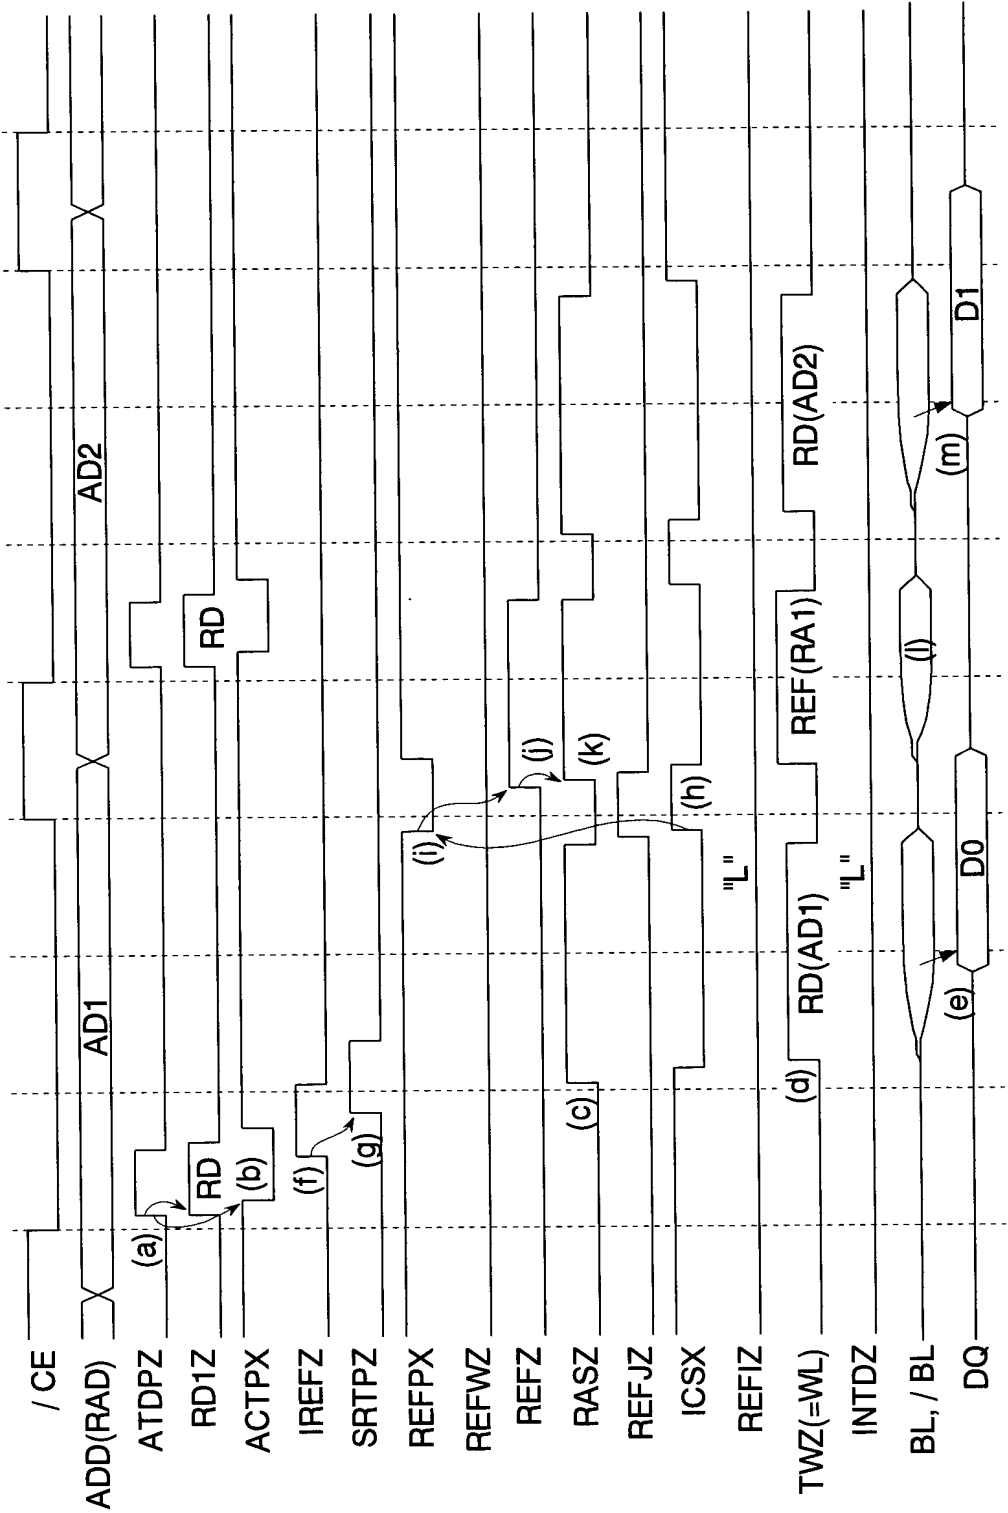 / CE
ADD(RAD) AD1 AD2
ATDPZ (a)
RD1Z RD RD
ACTPX (b)
IREFZ (f)
SRTPZ (g)
REFPX (i)
REFWZ
REFZ (j)
RASZ (c) (k)
REFJZ
ICSX (h)
REFIZ "L"
TWZ(=WL) (d) RD(AD1) REF(RA1) RD(AD2)
INTDZ "L"
BL, / BL (l)
DQ (e) D0 (m) D1